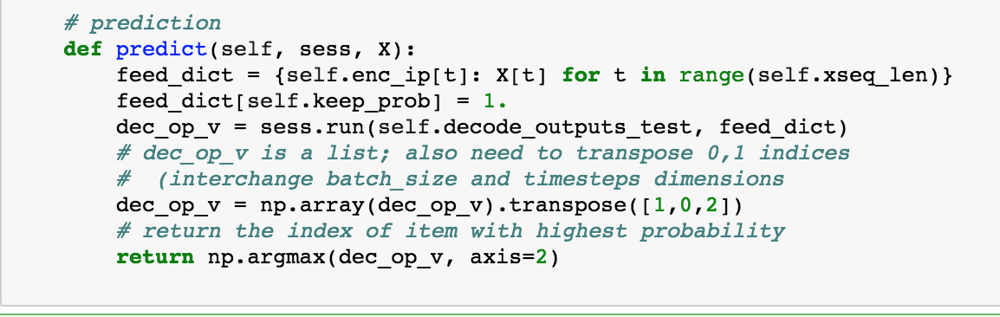 # prediction
def predict(self, sess, X):
feed_dict = {self.enc_ip[t]: X[t] for t in range(self.xseq_len)}
feed_dict[self.keep_prob] = 1.
dec_op_v = sess.run(self.decode_outputs_test, feed_dict)
# dec_op_v is a list; also need to transpose 0,1 indices
#  (interchange batch_size and timesteps dimensions
dec_op_v = np.array(dec_op_v).transpose([1,0,2])
# return the index of item with highest probability
return np.argmax(dec_op_v, axis=2)